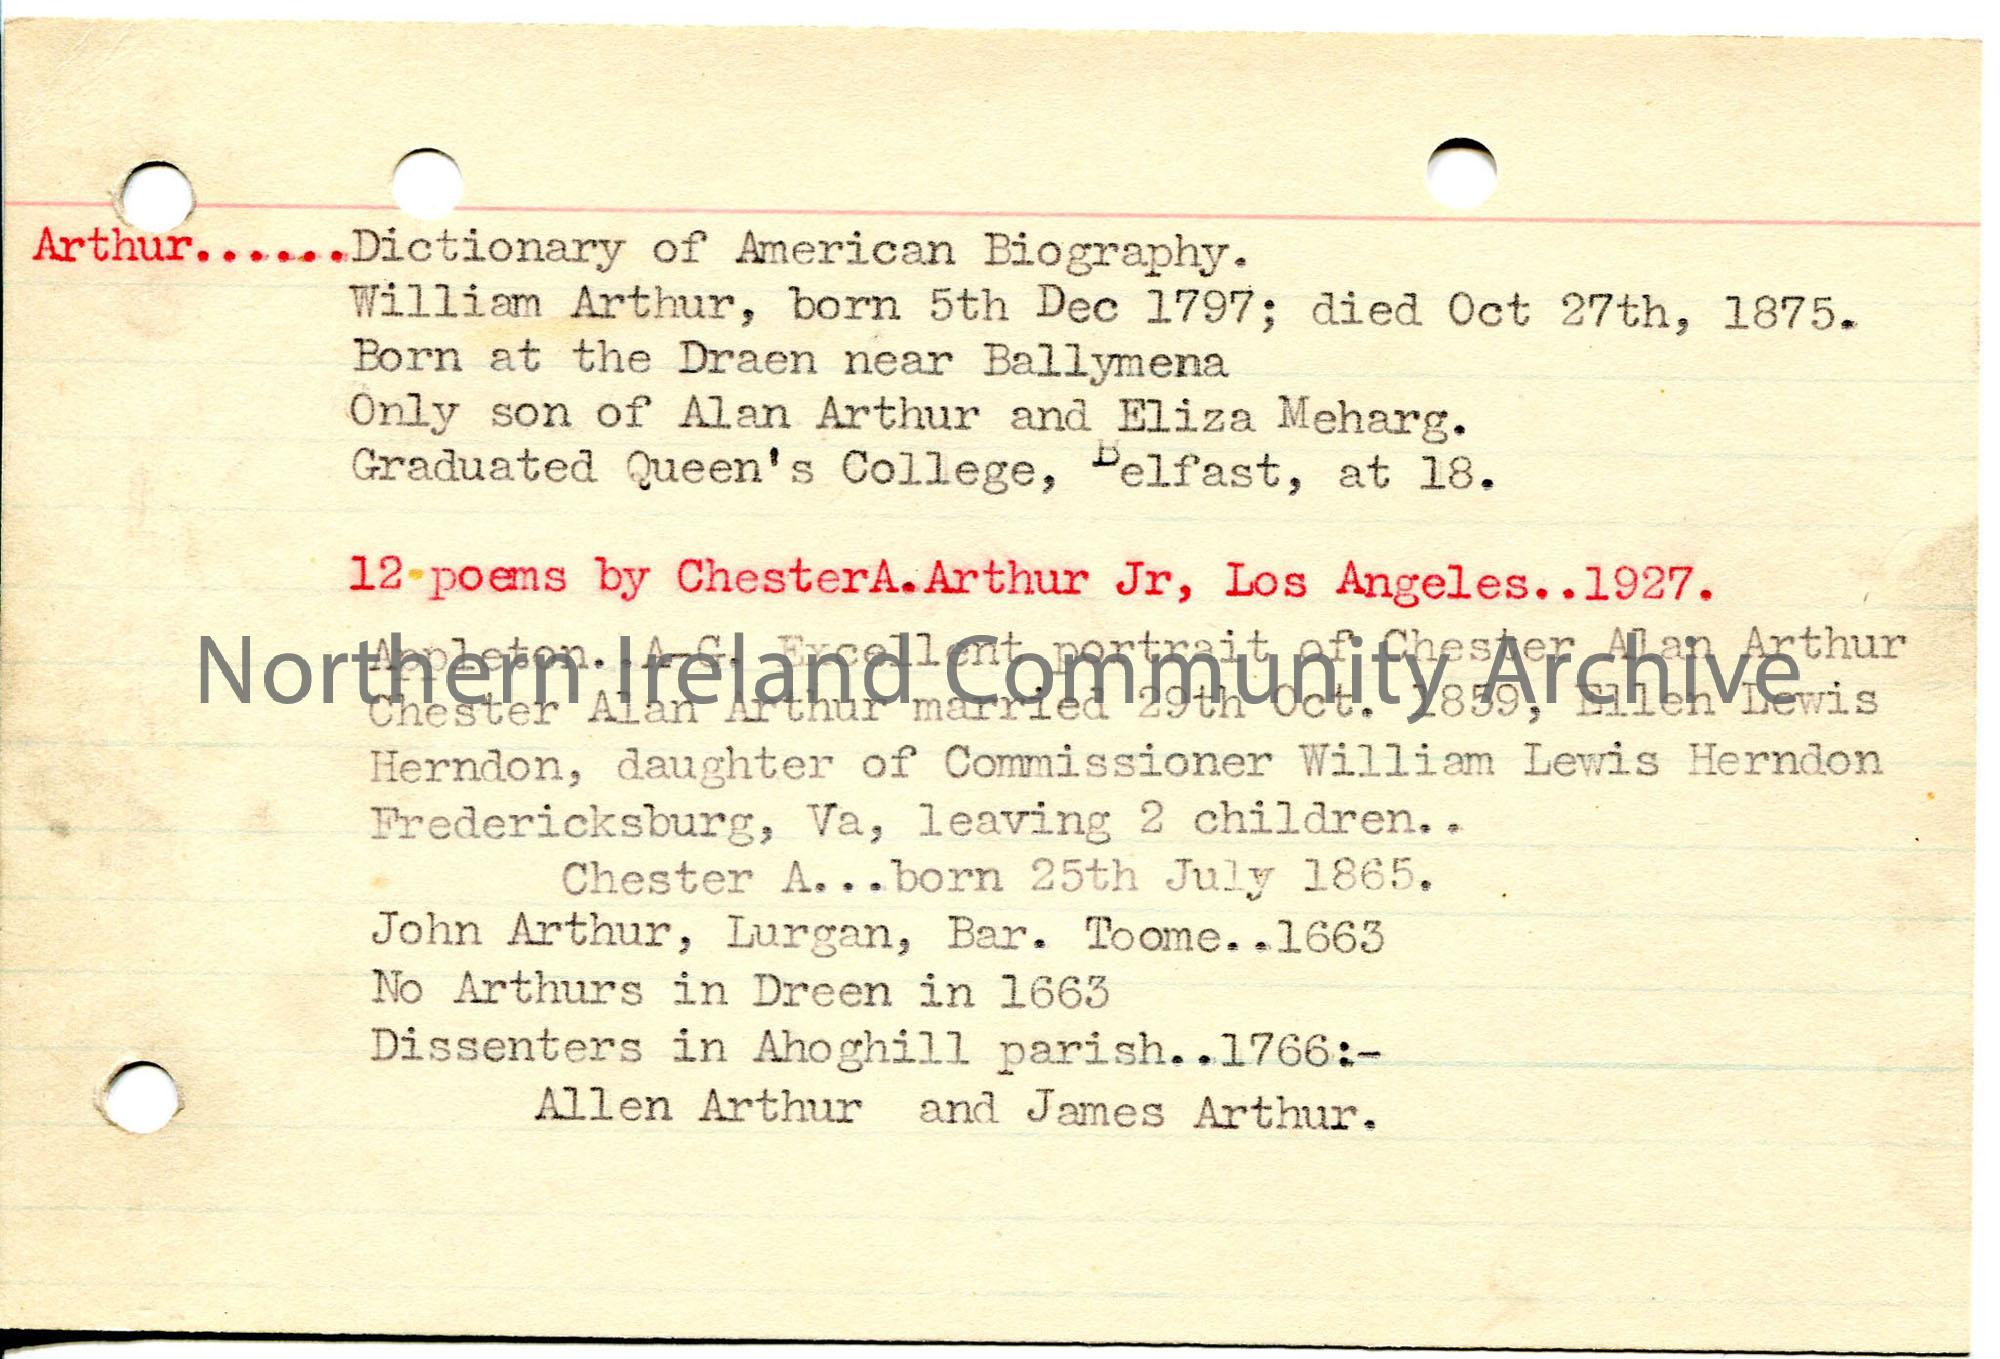 Arthur......Dictionary of American Biography.
William Arthur, born 5th Dec 1797; died Oct 27th, 1875.
Born at the Draen near Ballymena
Only son of Alan Arthur and Eliza Meharg.
Graduated Queen's College, Belfast, at 18.
12 poems by ChesterA.Arthur Jr, Los Angeles..1927.
Appleton..A-G. Excellent portrait of Chester Alan Arthur
Northern Ireland Community Archive
Chester Alan Arthur married 29th Oct. 1859, Ellen Lewis
Herndon, daughter of Commissioner William Lewis Herndon
Fredericksburg, Va, leaving 2 children..
Chester A...born 25th July 1865.
John Arthur, Lurgan, Bar. Toome..1663
No Arthurs in Dreen in 1663
Dissenters in Ahoghill parish..1766:-
Allen Arthur and James Arthur.